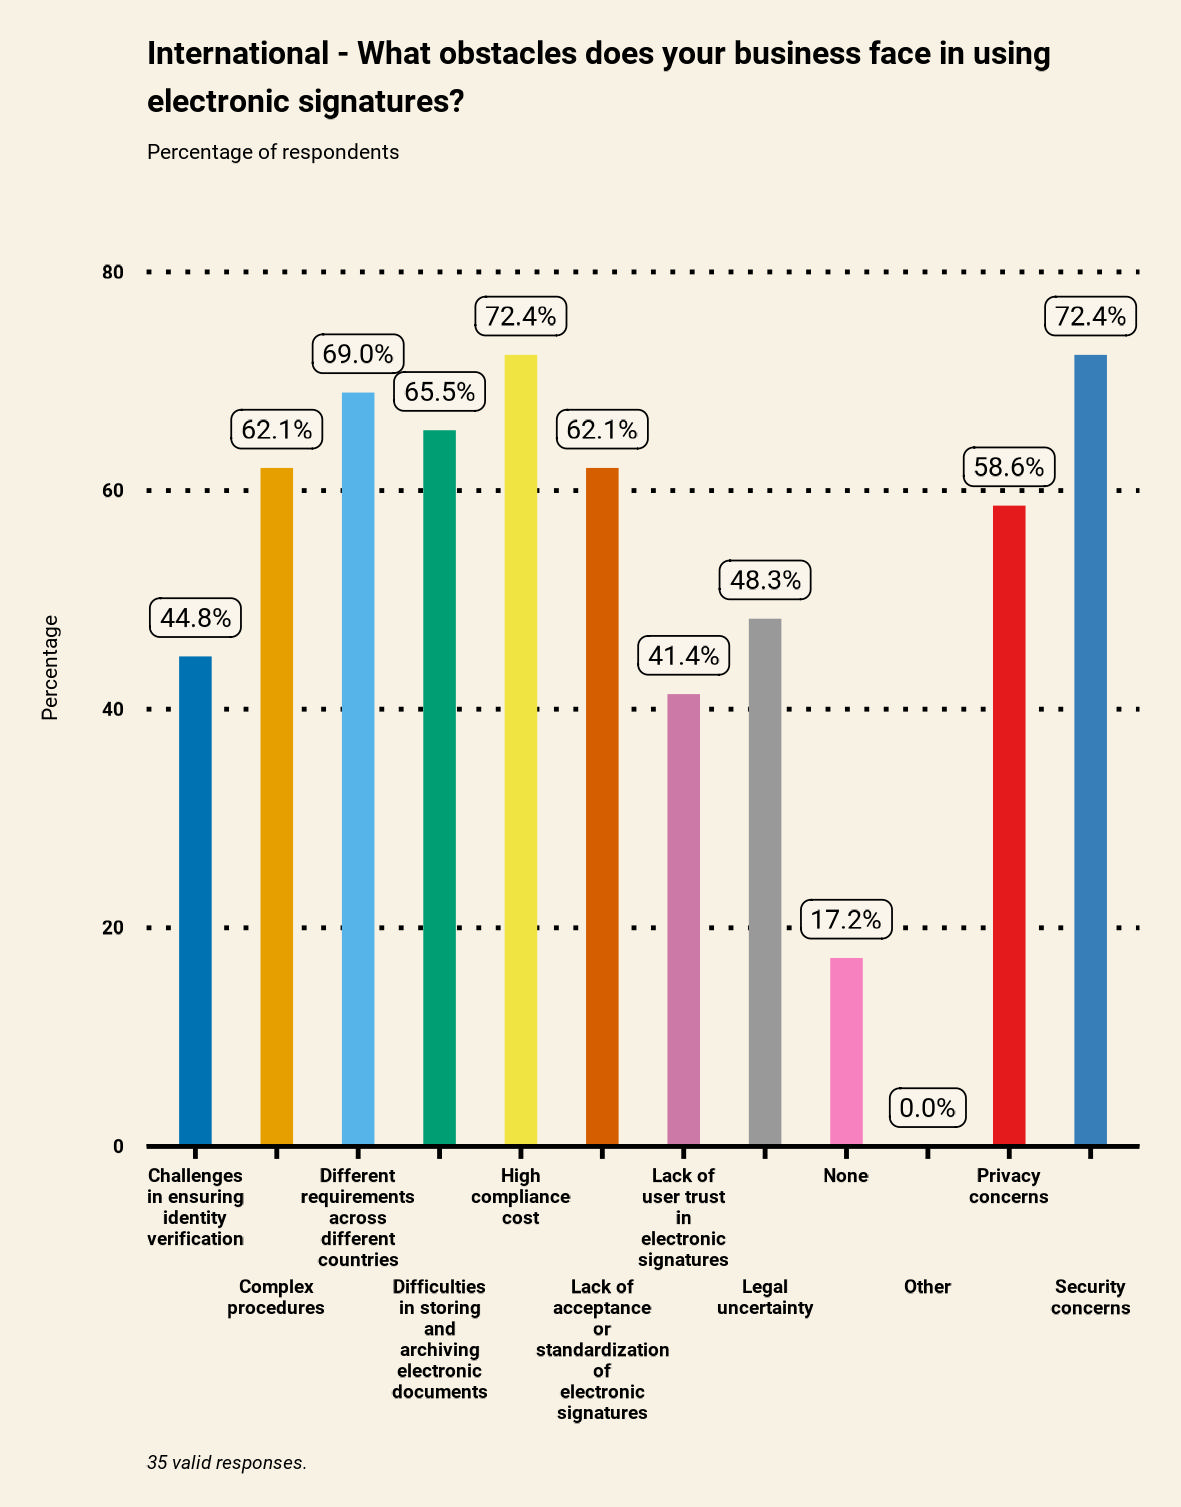 International - What obstacles does your business face in using
electronic signatures?
Percentage of respondents
Percentage
80
60
40
20
0
44.8%
62.1%
69.0%
65.5%
72.4%
62.1%
41.4%
48.3%
17.2%
0.0%
58.6%
72.4%
Challenges
in ensuring
identity
verification
Complex
procedures
Different
requirements
across
different
countries
Difficulties
in storing
and
archiving
electronic
documents
High
compliance
cost
Lack of
acceptance
or
standardization
of
electronic
signatures
Lack of
user trust
in
electronic
signatures
Legal
uncertainty
None
Other
Privacy
concerns
Security
concerns
35 valid responses.